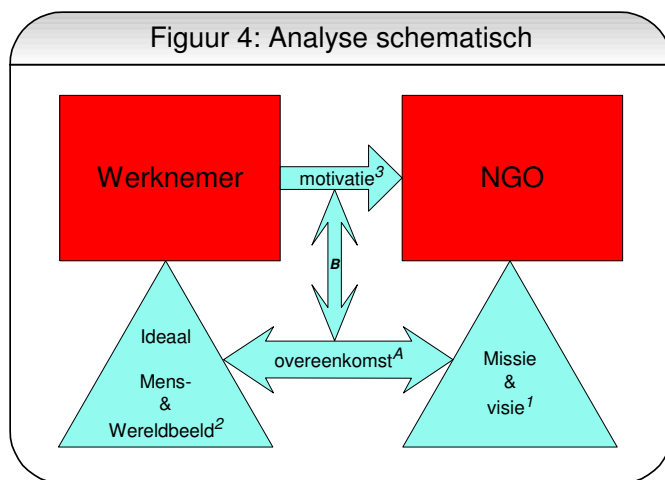 Figuur 4: Analyse schematisch
Werknemer
motivatie³
NGO
B
Ideaal
Mens-
&
Wereldbeeld²
overeenkomstᴬ
Missie
&
visie¹